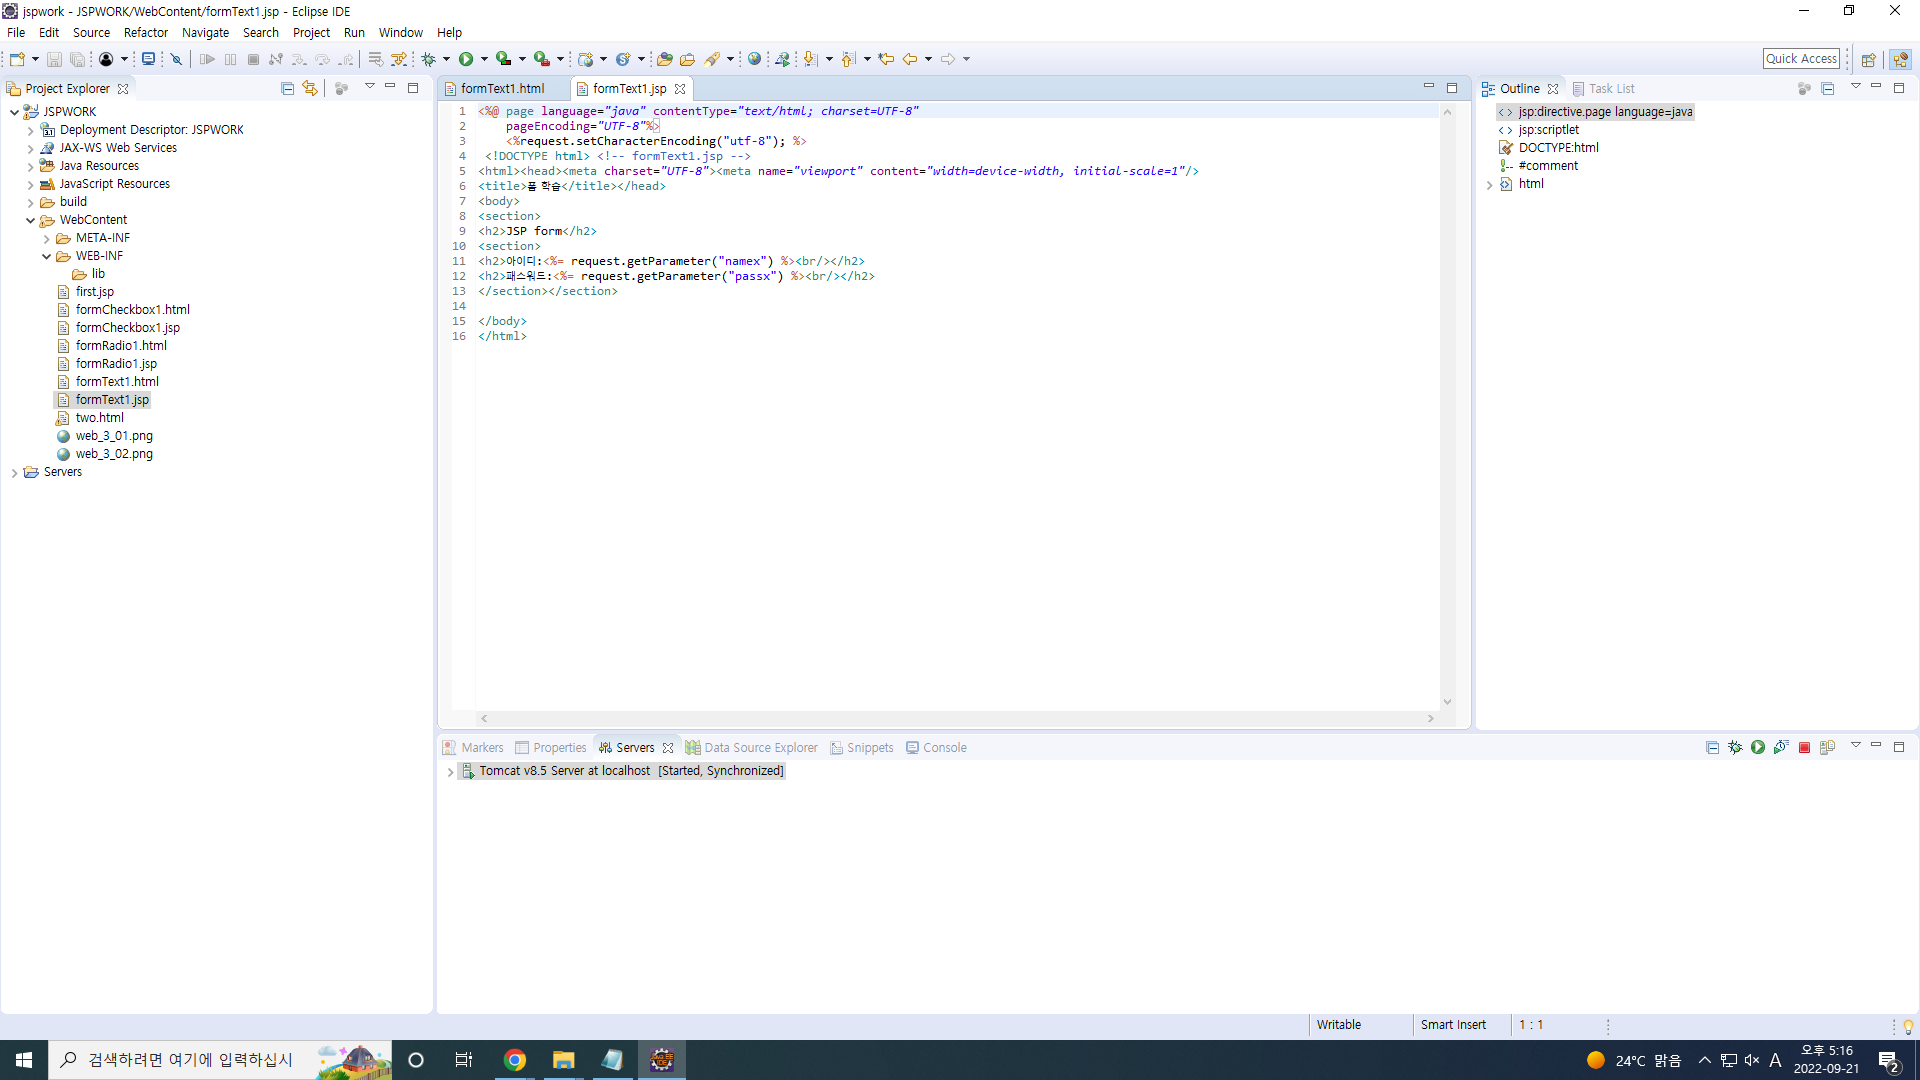 jspwork - JSPWORK/WebContent/formText1.jsp - Eclipse IDE
File Edit Source Refactor Navigate Search Project Run Window Help
Quick Access
Project Explorer
JSPWORK
Deployment Descriptor: JSPWORK
JAX-WS Web Services
Java Resources
JavaScript Resources
build
WebContent
META-INF
WEB-INF
lib
first.jsp
formCheckbox1.html
formCheckbox1.jsp
formRadio1.html
formRadio1.jsp
formText1.html
formText1.jsp
two.html
web_3_01.png
web_3_02.png
Servers
formText1.html formText1.jsp
1 <%@ page language="java" contentType="text/html; charset=UTF-8"
2 pageEncoding="UTF-8"%>
3 <%request.setCharacterEncoding("utf-8"); %>
4 <!DOCTYPE html> <!-- formText1.jsp -->
5 <html><head><meta charset="UTF-8"><meta name="viewport" content="width=device-width, initial-scale=1"/>
6 <title>폼 학습</title></head>
7 <body>
8 <section>
9 <h2>JSP form</h2>
10 <section>
11 <h2>아이디:<%= request.getParameter("namex") %><br/></h2>
12 <h2>패스워드:<%= request.getParameter("passx") %><br/></h2>
13 </section></section>
14
15 </body>
16 </html>
Outline Task List
jsp:directive.page language=java
jsp:scriptlet
DOCTYPE:html
#comment
html
Markers Properties Servers Data Source Explorer Snippets Console
Tomcat v8.5 Server at localhost [Started, Synchronized]
Writable Smart Insert 1 : 1
검색하려면 여기에 입력하십시
24°C 맑음 A 오후 5:16
2022-09-21 2